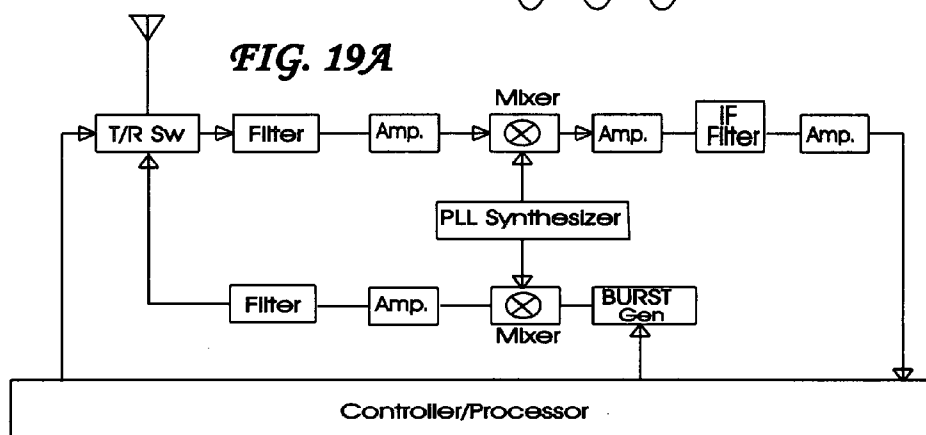 FIG. 19A
Mixer
T/R Sw
Filter
Amp.
Amp.
IF
Filter
Amp.
PLL Synthesizer
Filter
Amp.
BURST
Gen
Mixer
Controller/Processor